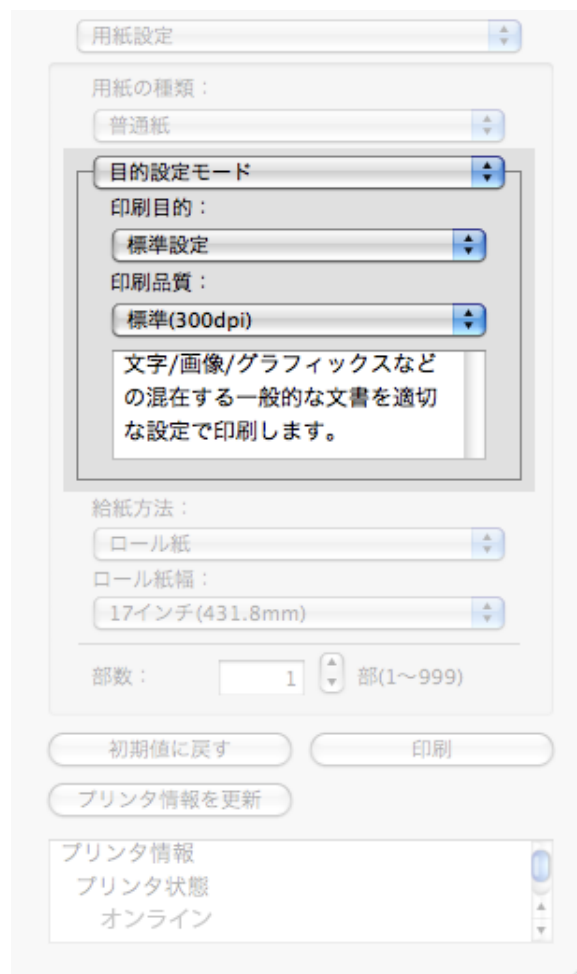 用紙設定
用紙の種類：
普通紙
目的設定モード
印刷目的：
標準設定
印刷品質：
標準(300dpi)
文字/画像/グラフィックスなど
の混在する一般的な文書を適切
な設定で印刷します。
給紙方法：
ロール紙
ロール紙幅：
17インチ(431.8mm)
部数： 1 部(1～999)
初期値に戻す 印刷
プリンタ情報を更新
プリンタ情報
プリンタ状態
オンライン